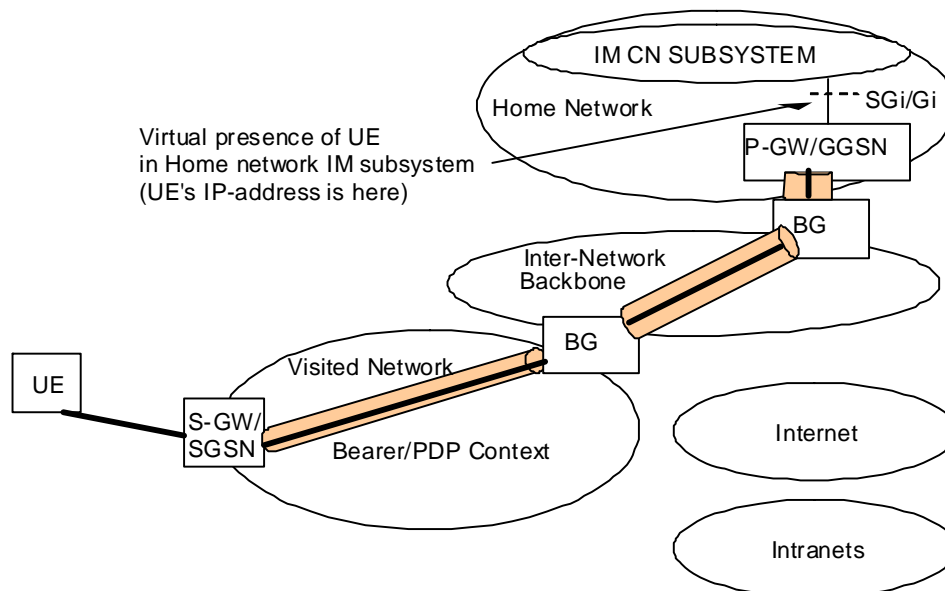 IM CN SUBSYSTEM
SGi/Gi
Home Network
Virtual presence of UE
in Home network IM subsystem
(UE's IP-address is here)
P-GW/GGSN
BG
Inter-Network
Backbone
BG
Visited Network
UE
S-GW/
SGSN
Bearer/PDP Context
Internet
Intranets